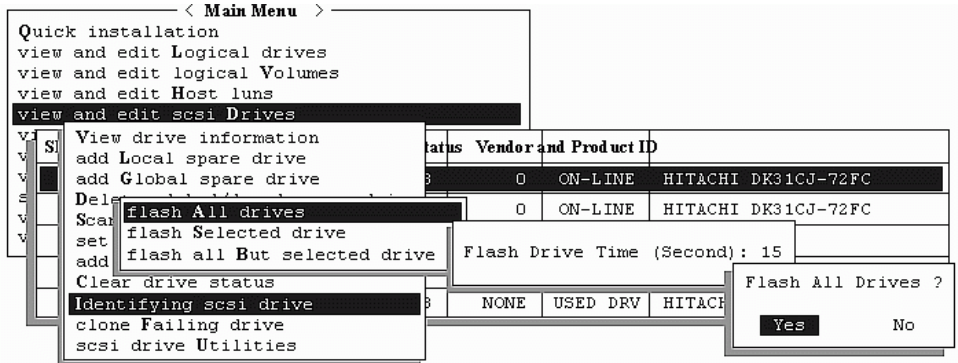 < Main Menu >
Quick installation
view and edit Logical drives
view and edit logical Volumes
view and edit Host luns
view and edit scsi Drives
View drive information
Vendor and Product ID
add Local spare drive
add Global spare drive
0 ON-LINE HITACHI DK31CJ-72FC
flash All drives
0 ON-LINE HITACHI DK31CJ-72FC
flash Selected drive
set
flash all But selected drive
add
Flash Drive Time (Second): 15
Clear drive status
Flash All Drives ?
Identifying scsi drive
NONE USED DRV
clone Failing drive
Yes No
scsi drive Utilities